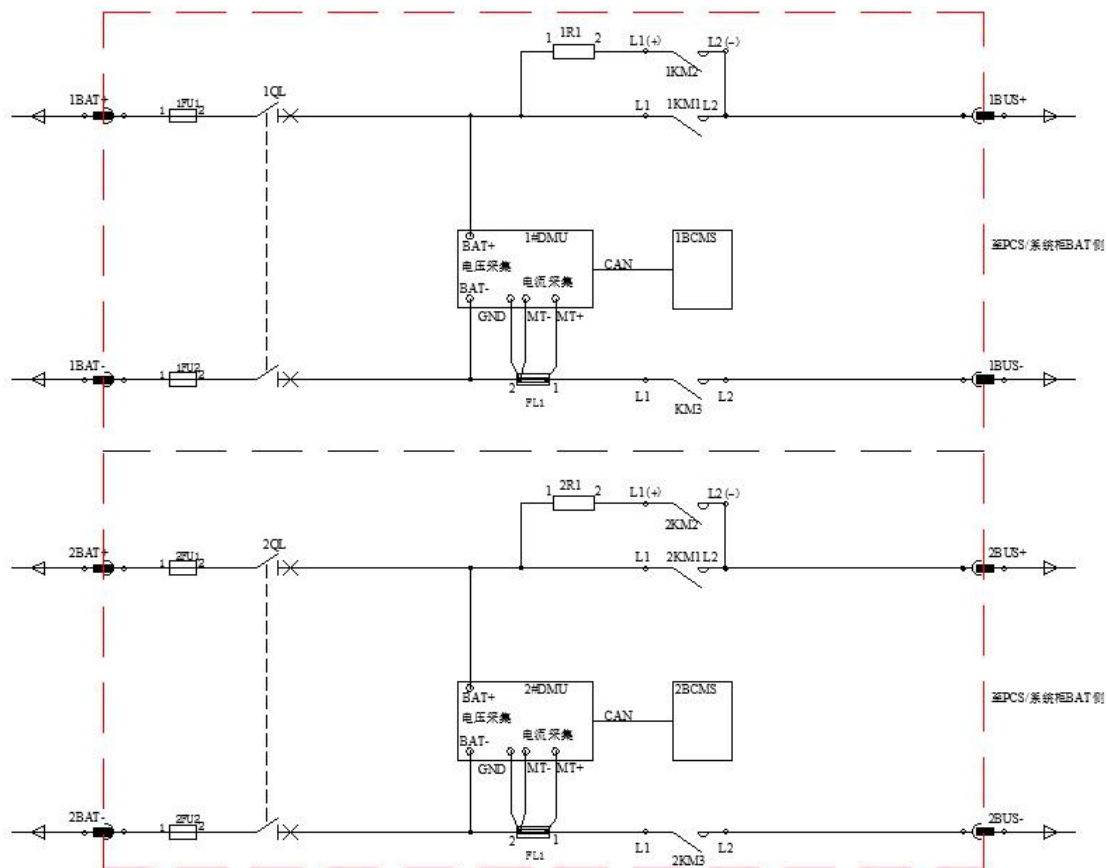 1R1
1 2
L1(+) L2(-)
1KM2
1BAT+
1FU1
1 2
1QL
L1 1KM1 L2
1BUS+
1#DMU
BAT+
电压采集
BAT-
电流采集
GND MT- MT+
CAN
1BCMS
至PCS/系统柜BAT侧
1BAT-
1FU2
1 2
2 1
FL1
L1 L2
KM3
1BUS-
2R1
1 2
L1(+) L2(-)
2KM2
2BAT+
2FU1
1 2
2QL
L1 2KM1 L2
2BUS+
2#DMU
BAT+
电压采集
BAT-
电流采集
GND MT- MT+
CAN
2BCMS
至PCS/系统柜BAT侧
2BAT-
2FU2
1 2
2 1
FL1
L1 L2
2KM3
2BUS-